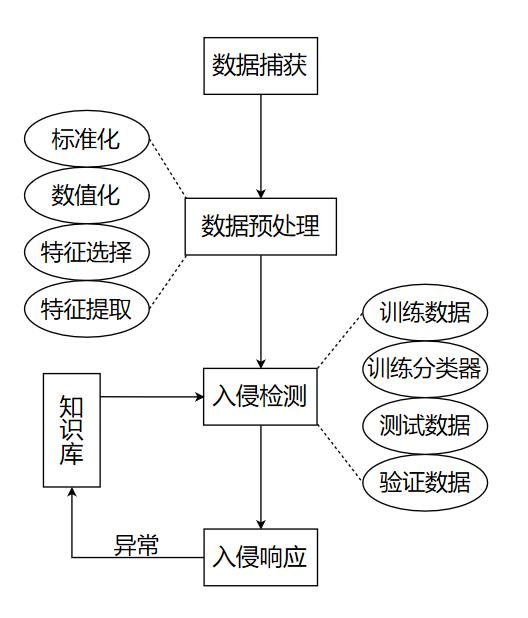 数据捕获
标准化
数值化
特征选择
特征提取
数据预处理
训练数据
训练分类器
测试数据
验证数据
入侵检测
知识库
异常
入侵响应